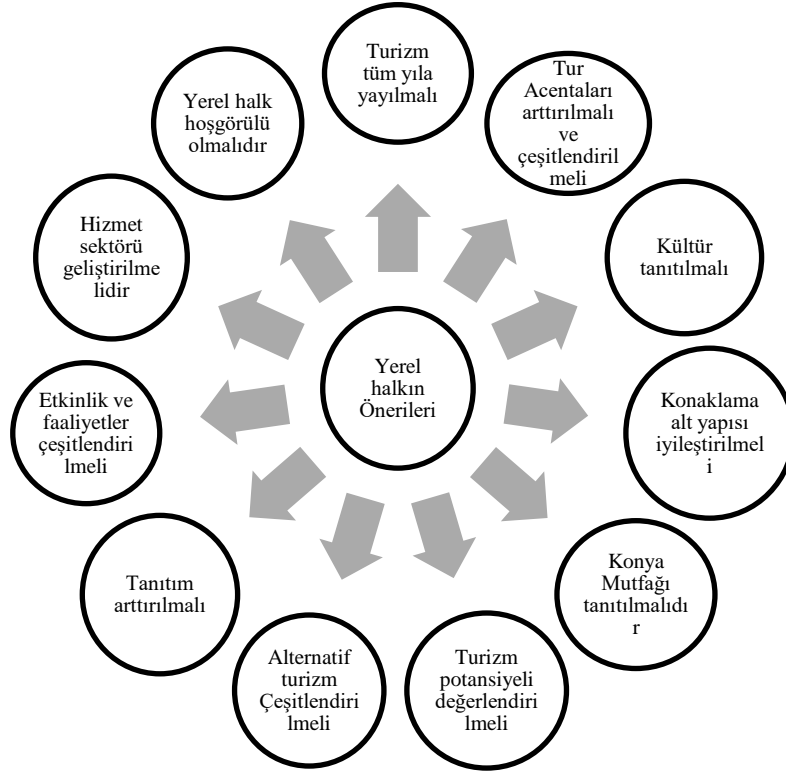 Turizm
tüm yıla
yayılmalı
Tur
Acentaları
arttırılmalı
ve
çeşitlendiril
meli
Kültür
tanıtılmalı
Konaklama
alt yapısı
iyileştirilmel
i
Konya
Mutfağı
tanıtılmalıdı
r
Turizm
potansiyeli
değerlendiri
lmeli
Alternatif
turizm
Çeşitlendiri
lmeli
Tanıtım
arttırılmalı
Etkinlik ve
faaliyetler
çeşitlendiri
lmeli
Hizmet
sektörü
geliştirilme
lidir
Yerel halk
hoşgörülü
olmalıdır
Yerel
halkın
Önerileri